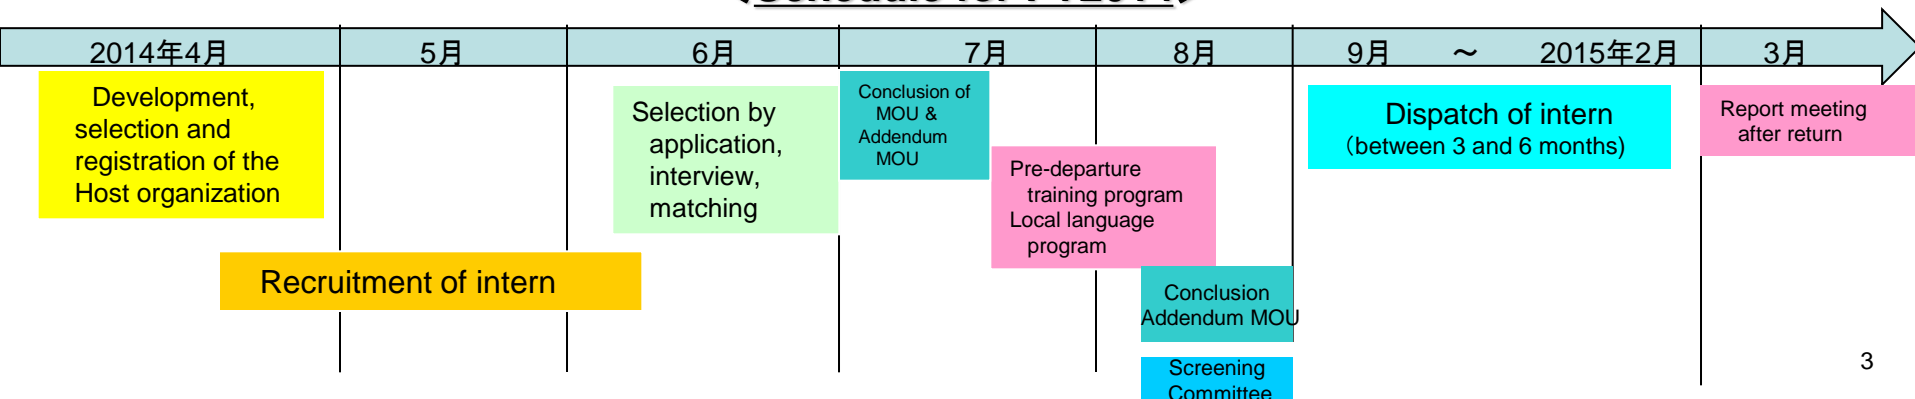 2014年4月
5月
6月
7月
8月
9月 ～ 2015年2月
3月
Development,
selection and
registration of the
Host organization
Recruitment of intern
Selection by
application,
interview,
matching
Conclusion of
MOU &
Addendum
MOU
Pre-departure
training program
Local language
program
Conclusion
Addendum MOU
Screening
Committee
Dispatch of intern
（between 3 and 6 months)
Report meeting
after return
3